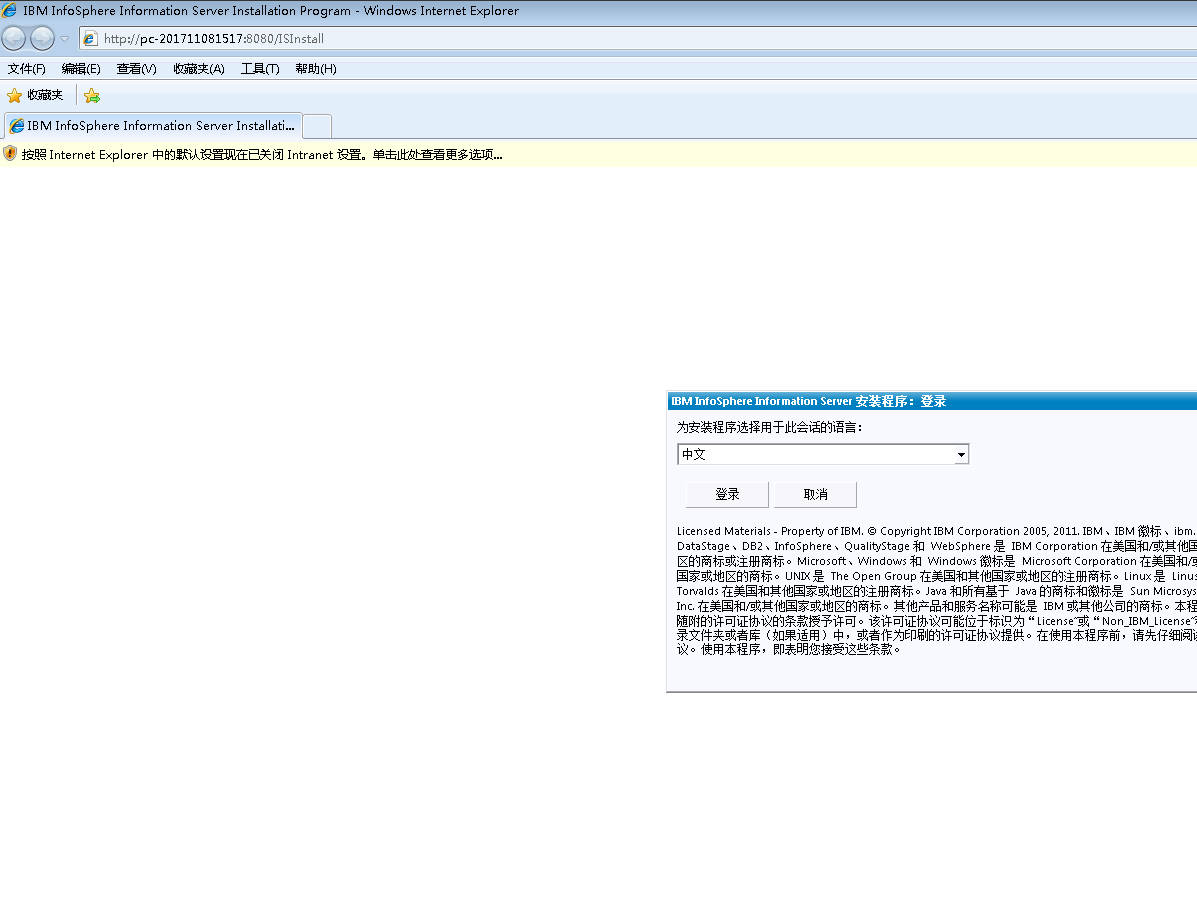 IBM InfoSphere Information Server Installation Program - Windows Internet Explorer
http://pc-201711081517:8080/ISInstall
文件(F) 编辑(E) 查看(V) 收藏夹(A) 工具(T) 帮助(H)
收藏夹
IBM InfoSphere Information Server Installati...
按照 Internet Explorer 中的默认设置现在已关闭 Intranet 设置。单击此处查看更多选项...
IBM InfoSphere Information Server 安装程序：登录
为安装程序选择用于此会话的语言：
中文
登录 取消
Licensed Materials - Property of IBM. © Copyright IBM Corporation 2005, 2011. IBM、IBM 徽标、ibm.
DataStage、DB2、InfoSphere、QualityStage 和 WebSphere 是 IBM Corporation 在美国和/或其他国
区的商标或注册商标。Microsoft、Windows 和 Windows 徽标是 Microsoft Corporation 在美国和/或
国家或地区的商标。UNIX 是 The Open Group 在美国和其他国家或地区的注册商标。Linux 是 Linus
Torvalds 在美国和其他国家或地区的注册商标。Java 和所有基于 Java 的商标和徽标是 Sun Microsys
Inc. 在美国和/或其他国家或地区的商标。其他产品和服务名称可能是 IBM 或其他公司的商标。本程
随附的许可证协议的条款授予许可。该许可证协议可能位于标识为“License”或“Non_IBM_License”
录文件夹或者库（如果适用）中，或者作为印刷的许可证协议提供。在使用本程序前，请先仔细阅读
议。使用本程序，即表明您接受这些条款。